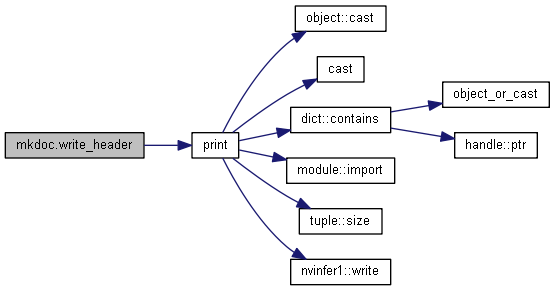 object::cast
cast
object_or_cast
dict::contains
mkdoc.write_header
print
handle::ptr
module::import
tuple::size
nvinfer1::write